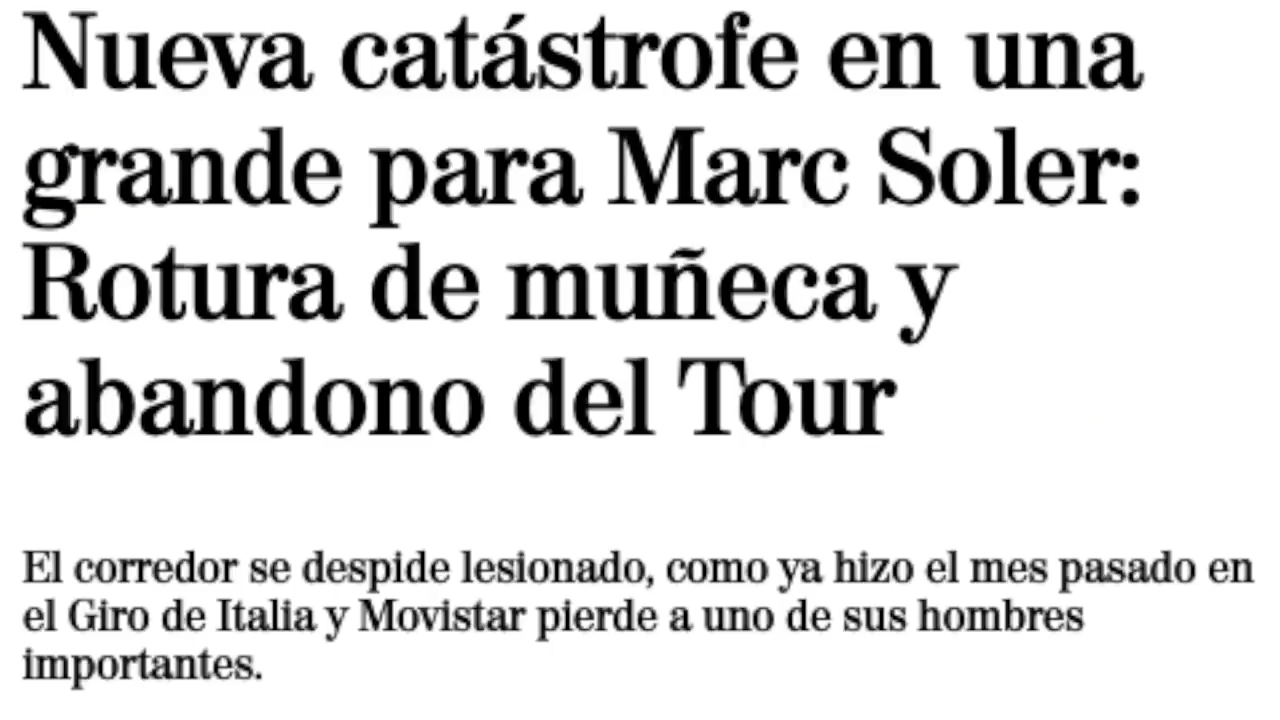 Nueva catástrofe en una
grande para Marc Soler:
Rotura de muñeca y
abandono del Tour
El corredor se despide lesionado, como ya hizo el mes pasado en
el Giro de Italia y Movistar pierde a uno de sus hombres
importantes.